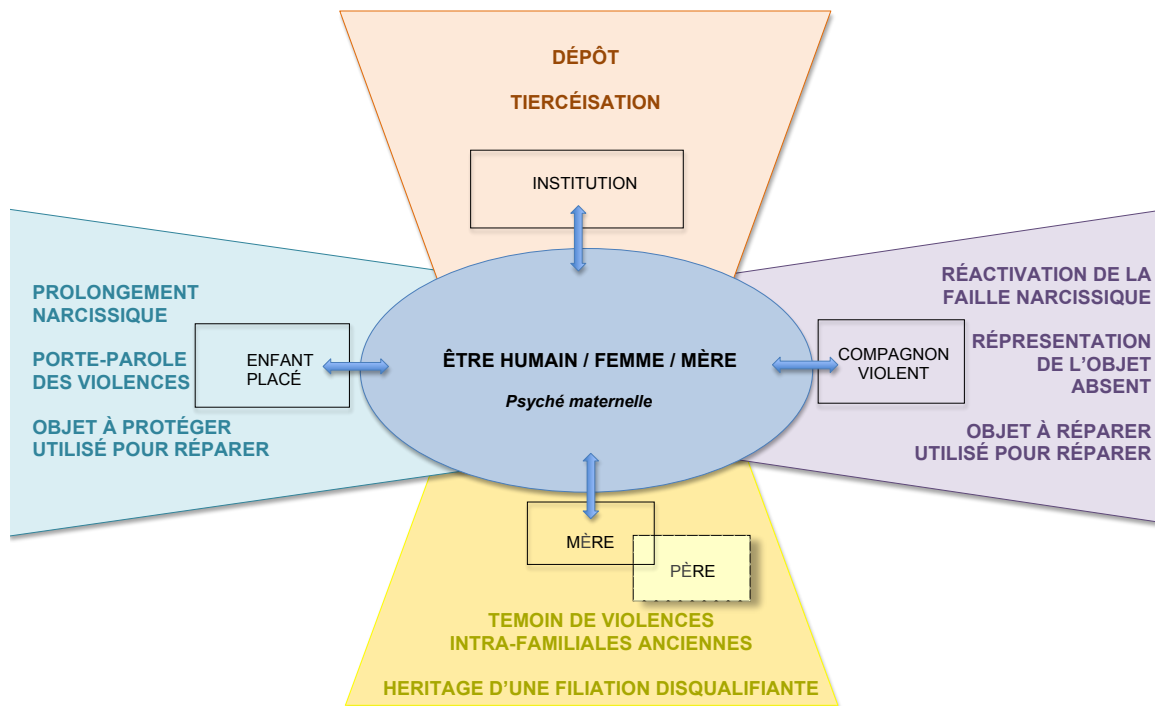 DÉPÔT
TIERCÉISATION
INSTITUTION
PROLONGEMENT
NARCISSIQUE
PORTE-PAROLE
DES VIOLENCES
OBJET À PROTÉGER
UTILISÉ POUR RÉPARER
ENFANT
PLACÉ
ÊTRE HUMAIN / FEMME / MÈRE
Psyché maternelle
COMPAGNON
VIOLENT
RÉACTIVATION DE LA
FAILLE NARCISSIQUE
RÉPRESENTATION
DE L'OBJET
ABSENT
OBJET À RÉPARER
UTILISÉ POUR RÉPARER
MÈRE
PÈRE
TEMOIN DE VIOLENCES
INTRA-FAMILIALES ANCIENNES
HERITAGE D'UNE FILIATION DISQUALIFIANTE